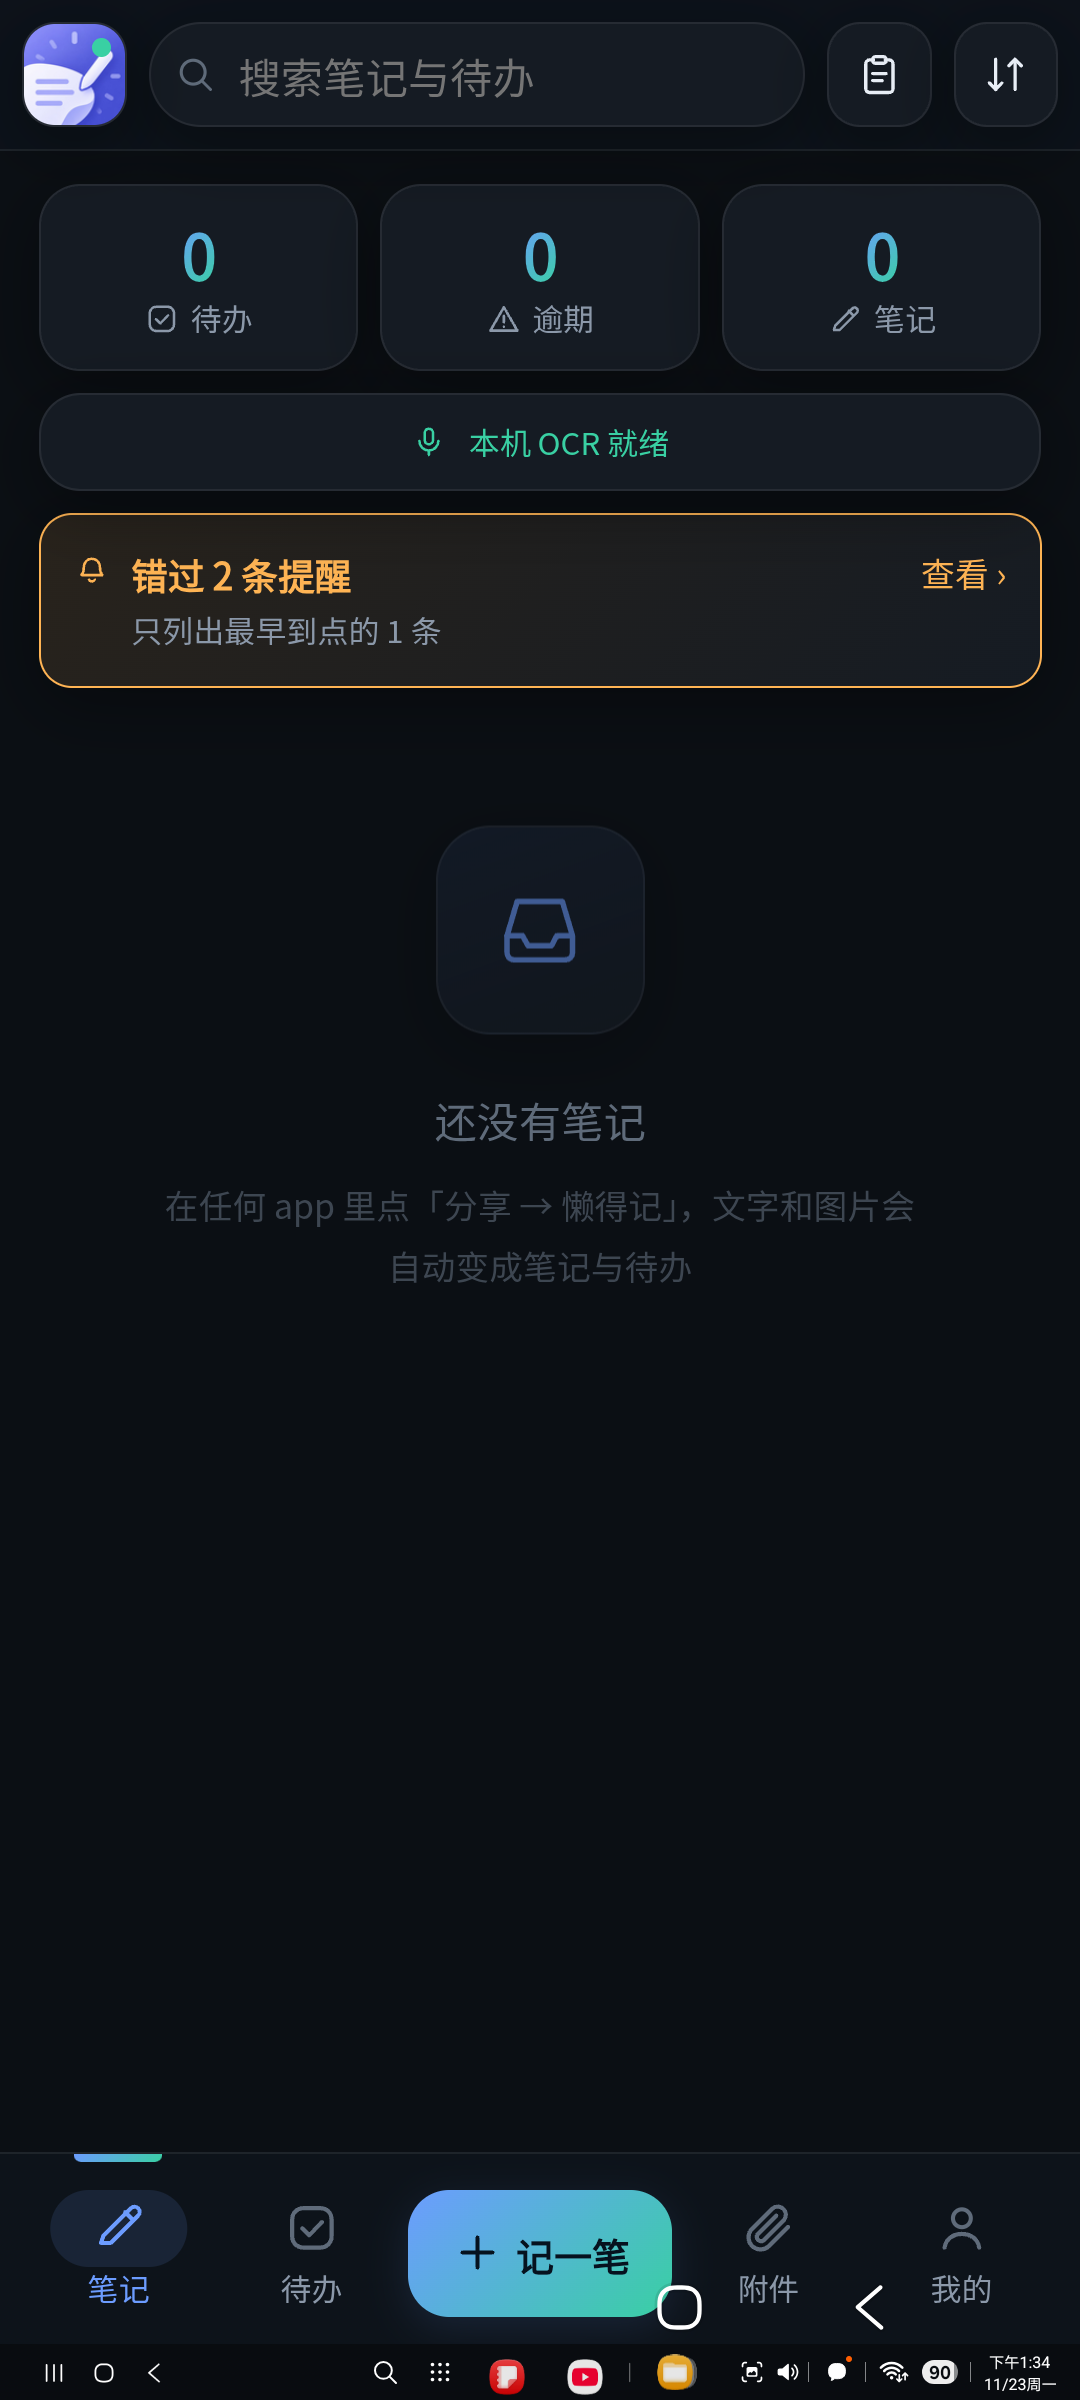 搜索笔记与待办
0
待办
0
逾期
0
笔记
本机 OCR 就绪
错过 2 条提醒
查看 ›
只列出最早到点的 1 条
还没有笔记
在任何 app 里点「分享 → 懒得记」，文字和图片会
自动变成笔记与待办
笔记
待办
记一笔
附件
我的
90
下午1:34
11/23周一